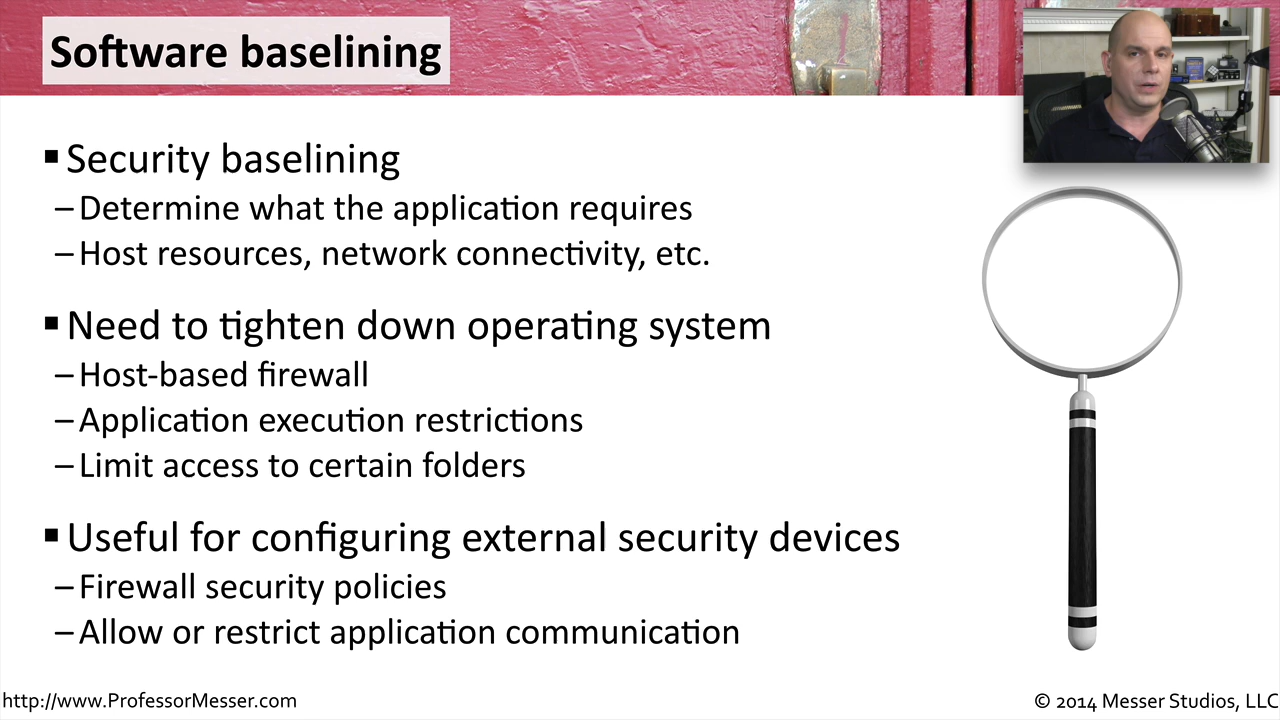 Software baselining
▪ Security baselining
– Determine what the application requires
– Host resources, network connectivity, etc.
▪ Need to tighten down operating system
– Host-based firewall
– Application execution restrictions
– Limit access to certain folders
▪ Useful for configuring external security devices
– Firewall security policies
– Allow or restrict application communication
http://www.ProfessorMesser.com
© 2014 Messer Studios, LLC